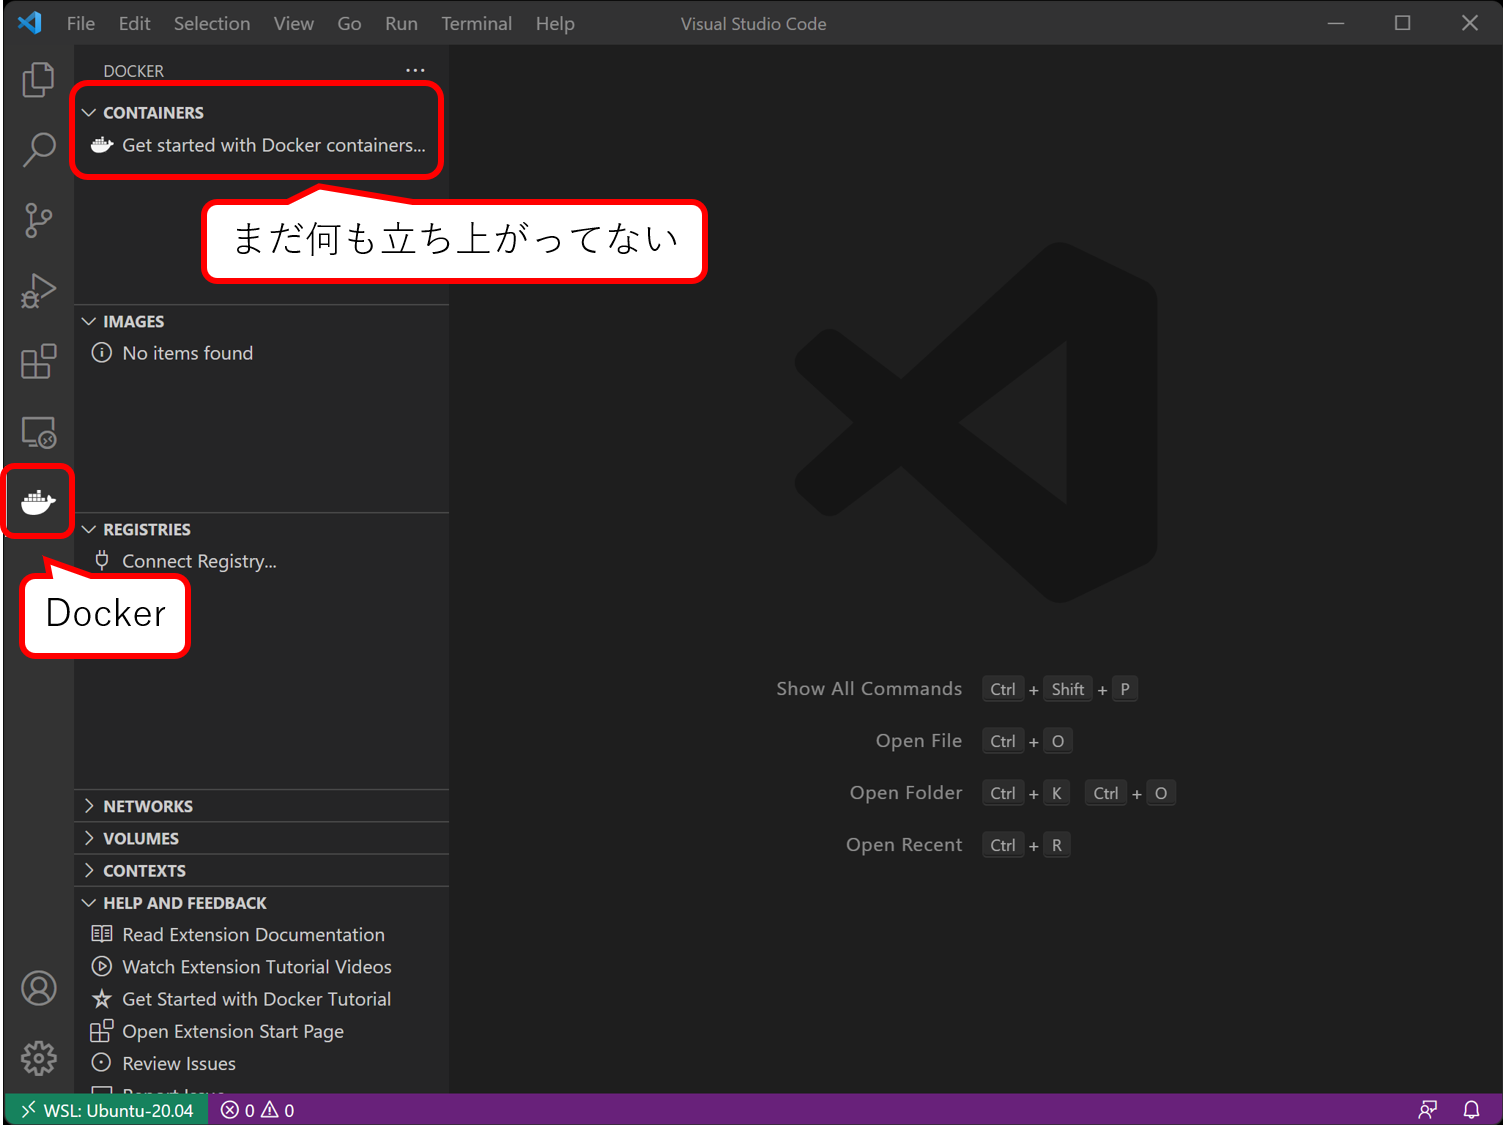 File Edit Selection View Go Run Terminal Help Visual Studio Code
DOCKER ...
CONTAINERS
Get started with Docker containers...
まだ何も立ち上がってない
IMAGES
No items found
REGISTRIES
Connect Registry...
Docker
Show All Commands Ctrl + Shift + P
Open File Ctrl + O
Open Folder Ctrl + K Ctrl + O
Open Recent Ctrl + R
NETWORKS
VOLUMES
CONTEXTS
HELP AND FEEDBACK
Read Extension Documentation
Watch Extension Tutorial Videos
Get Started with Docker Tutorial
Open Extension Start Page
Review Issues
WSL: Ubuntu-20.04 0 0